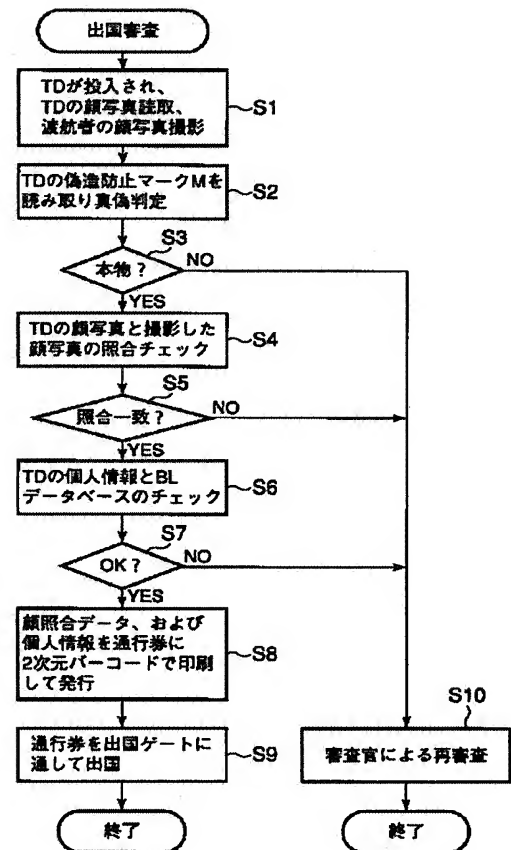 出国審査
TDが投入され、
TDの顔写真読取、
渡航者の顔写真撮影
S1
TDの偽造防止マークMを
読み取り真偽判定
S2
S3
本物？
NO
YES
TDの顔写真と撮影した
顔写真の照合チェック
S4
S5
照合一致？
NO
YES
TDの個人情報とBL
データベースのチェック
S6
S7
OK？
NO
YES
顔照合データ、および
個人情報を通行券に
2次元バーコードで印刷
して発行
S8
S10
通行券を出国ゲートに
通して出国
S9
審査官による再審査
終了
終了